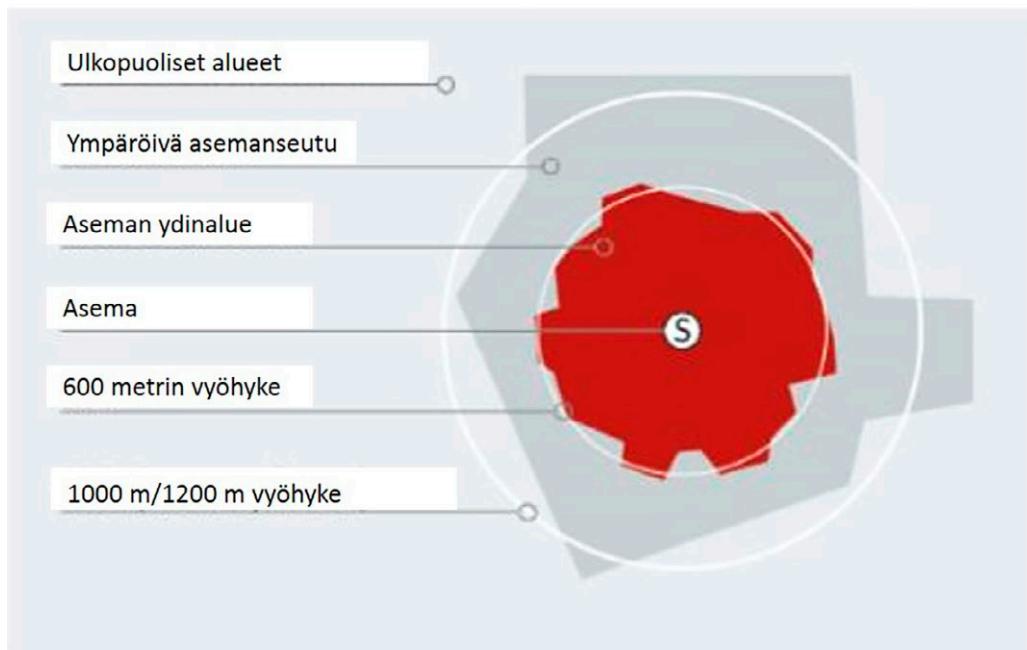 Ulkopuoliset alueet
Ympäröivä asemanseutu
Aseman ydinalue
Asema
S
600 metrin vyöhyke
1000 m/1200 m vyöhyke